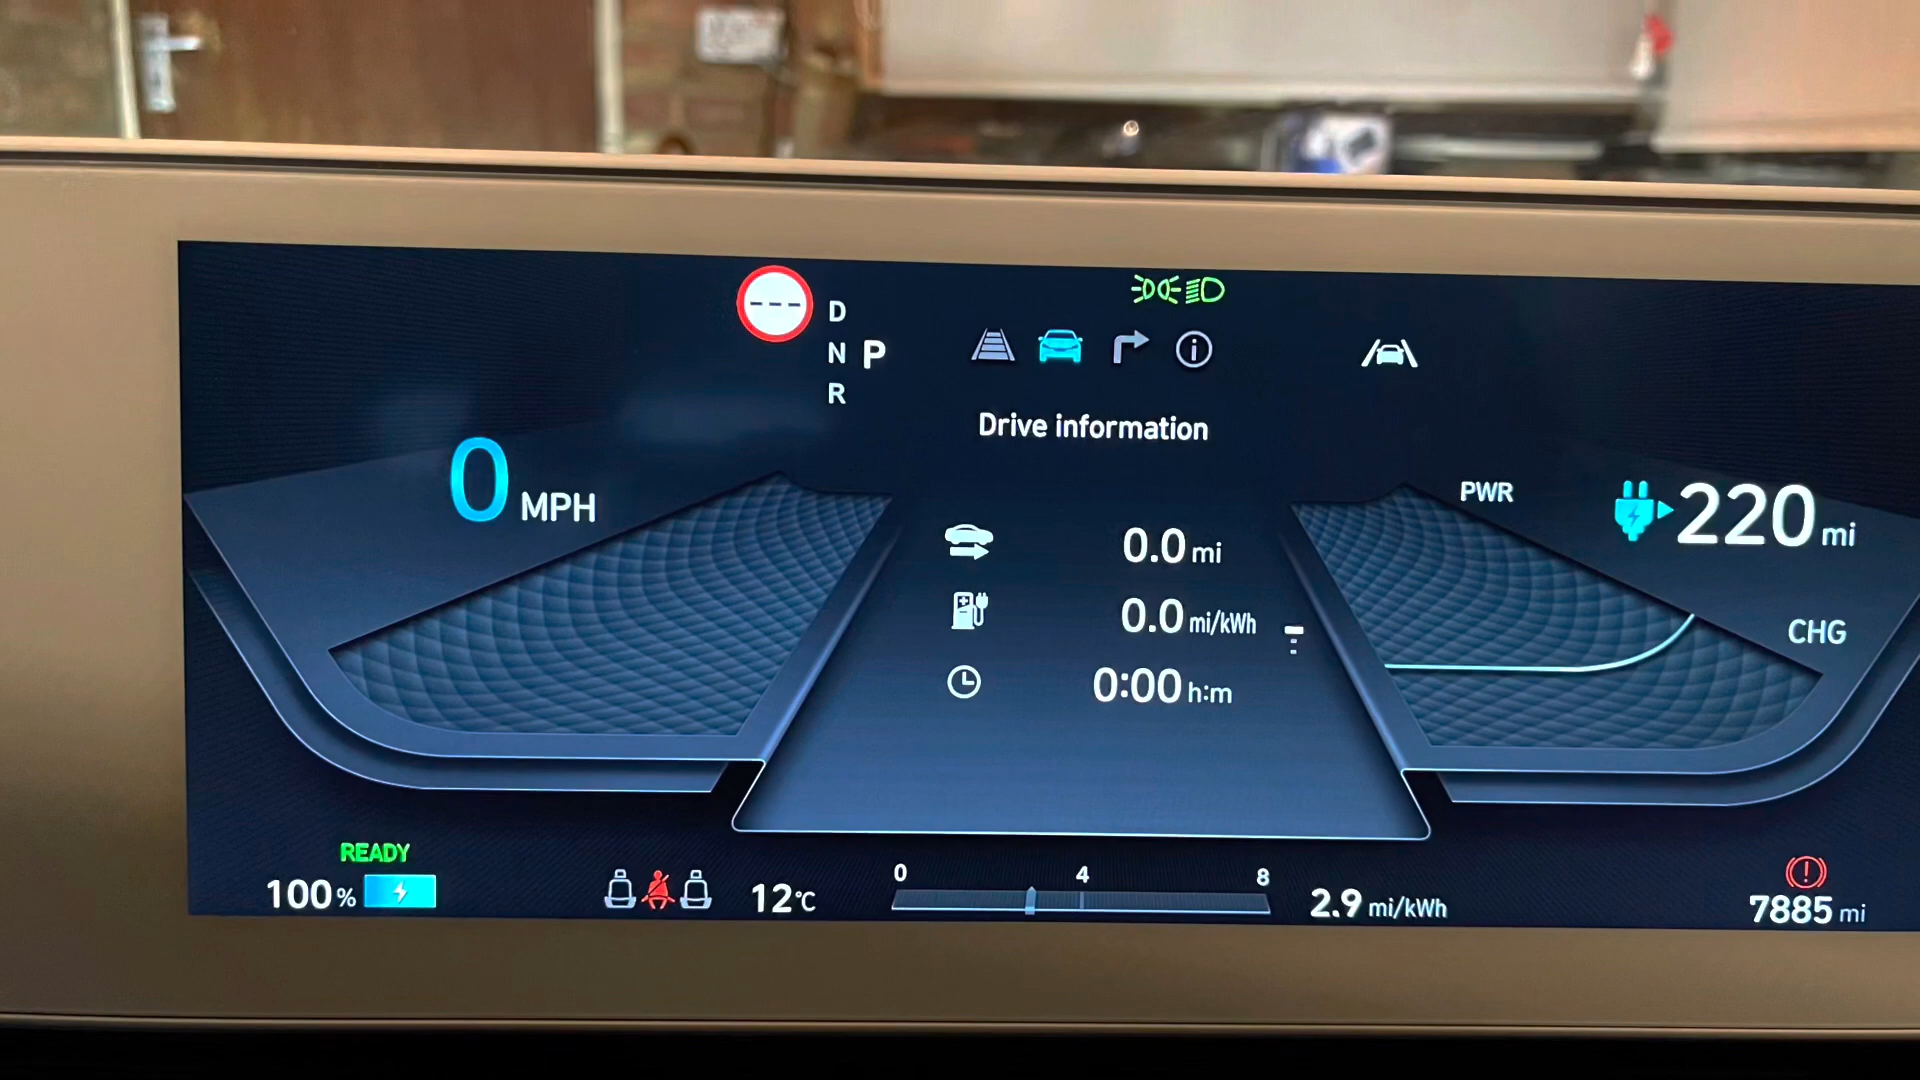 D
N P
R
Drive information
0 MPH
PWR
220 mi
0.0 mi
0.0 mi/kWh
CHG
0:00 h:m
READY
100%
12°C
0 4 8
2.9 mi/kWh
7885 mi